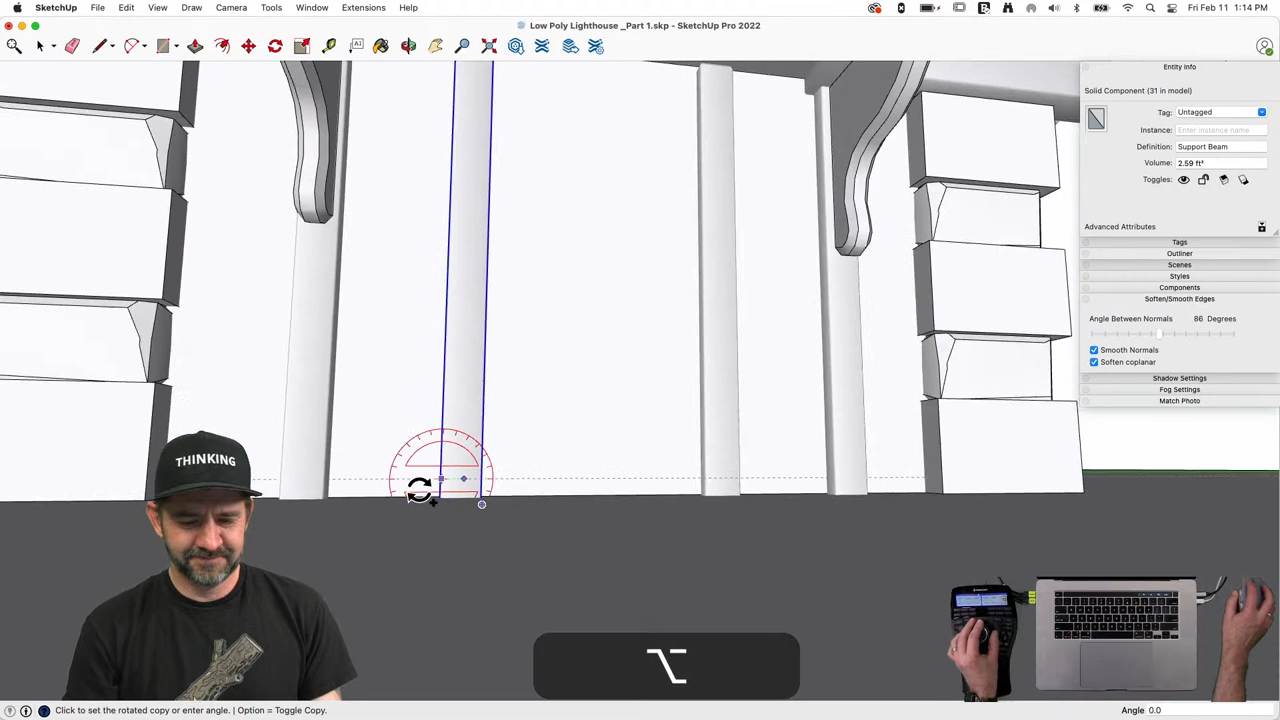 SketchUp File Edit View Draw Camera Tools Window Extensions Help
Fri Feb 11 1:14 PM
Low Poly Lighthouse _Part 1.skp - SketchUp Pro 2022
Entity Info
Solid Component (31 in model)
Tag: Untagged
Instance: Enter instance name
Definition: Support Beam
Volume: 2.59 ft³
Toggles:
Advanced Attributes
Tags
Outliner
Scenes
Styles
Components
Soften/Smooth Edges
Angle Between Normals 86 Degrees
Smooth Normals
Soften coplanar
Shadow Settings
Fog Settings
Match Photo
THINKING
⌥
Click to set the rotated copy or enter angle. | Option = Toggle Copy.
Angle 0.0